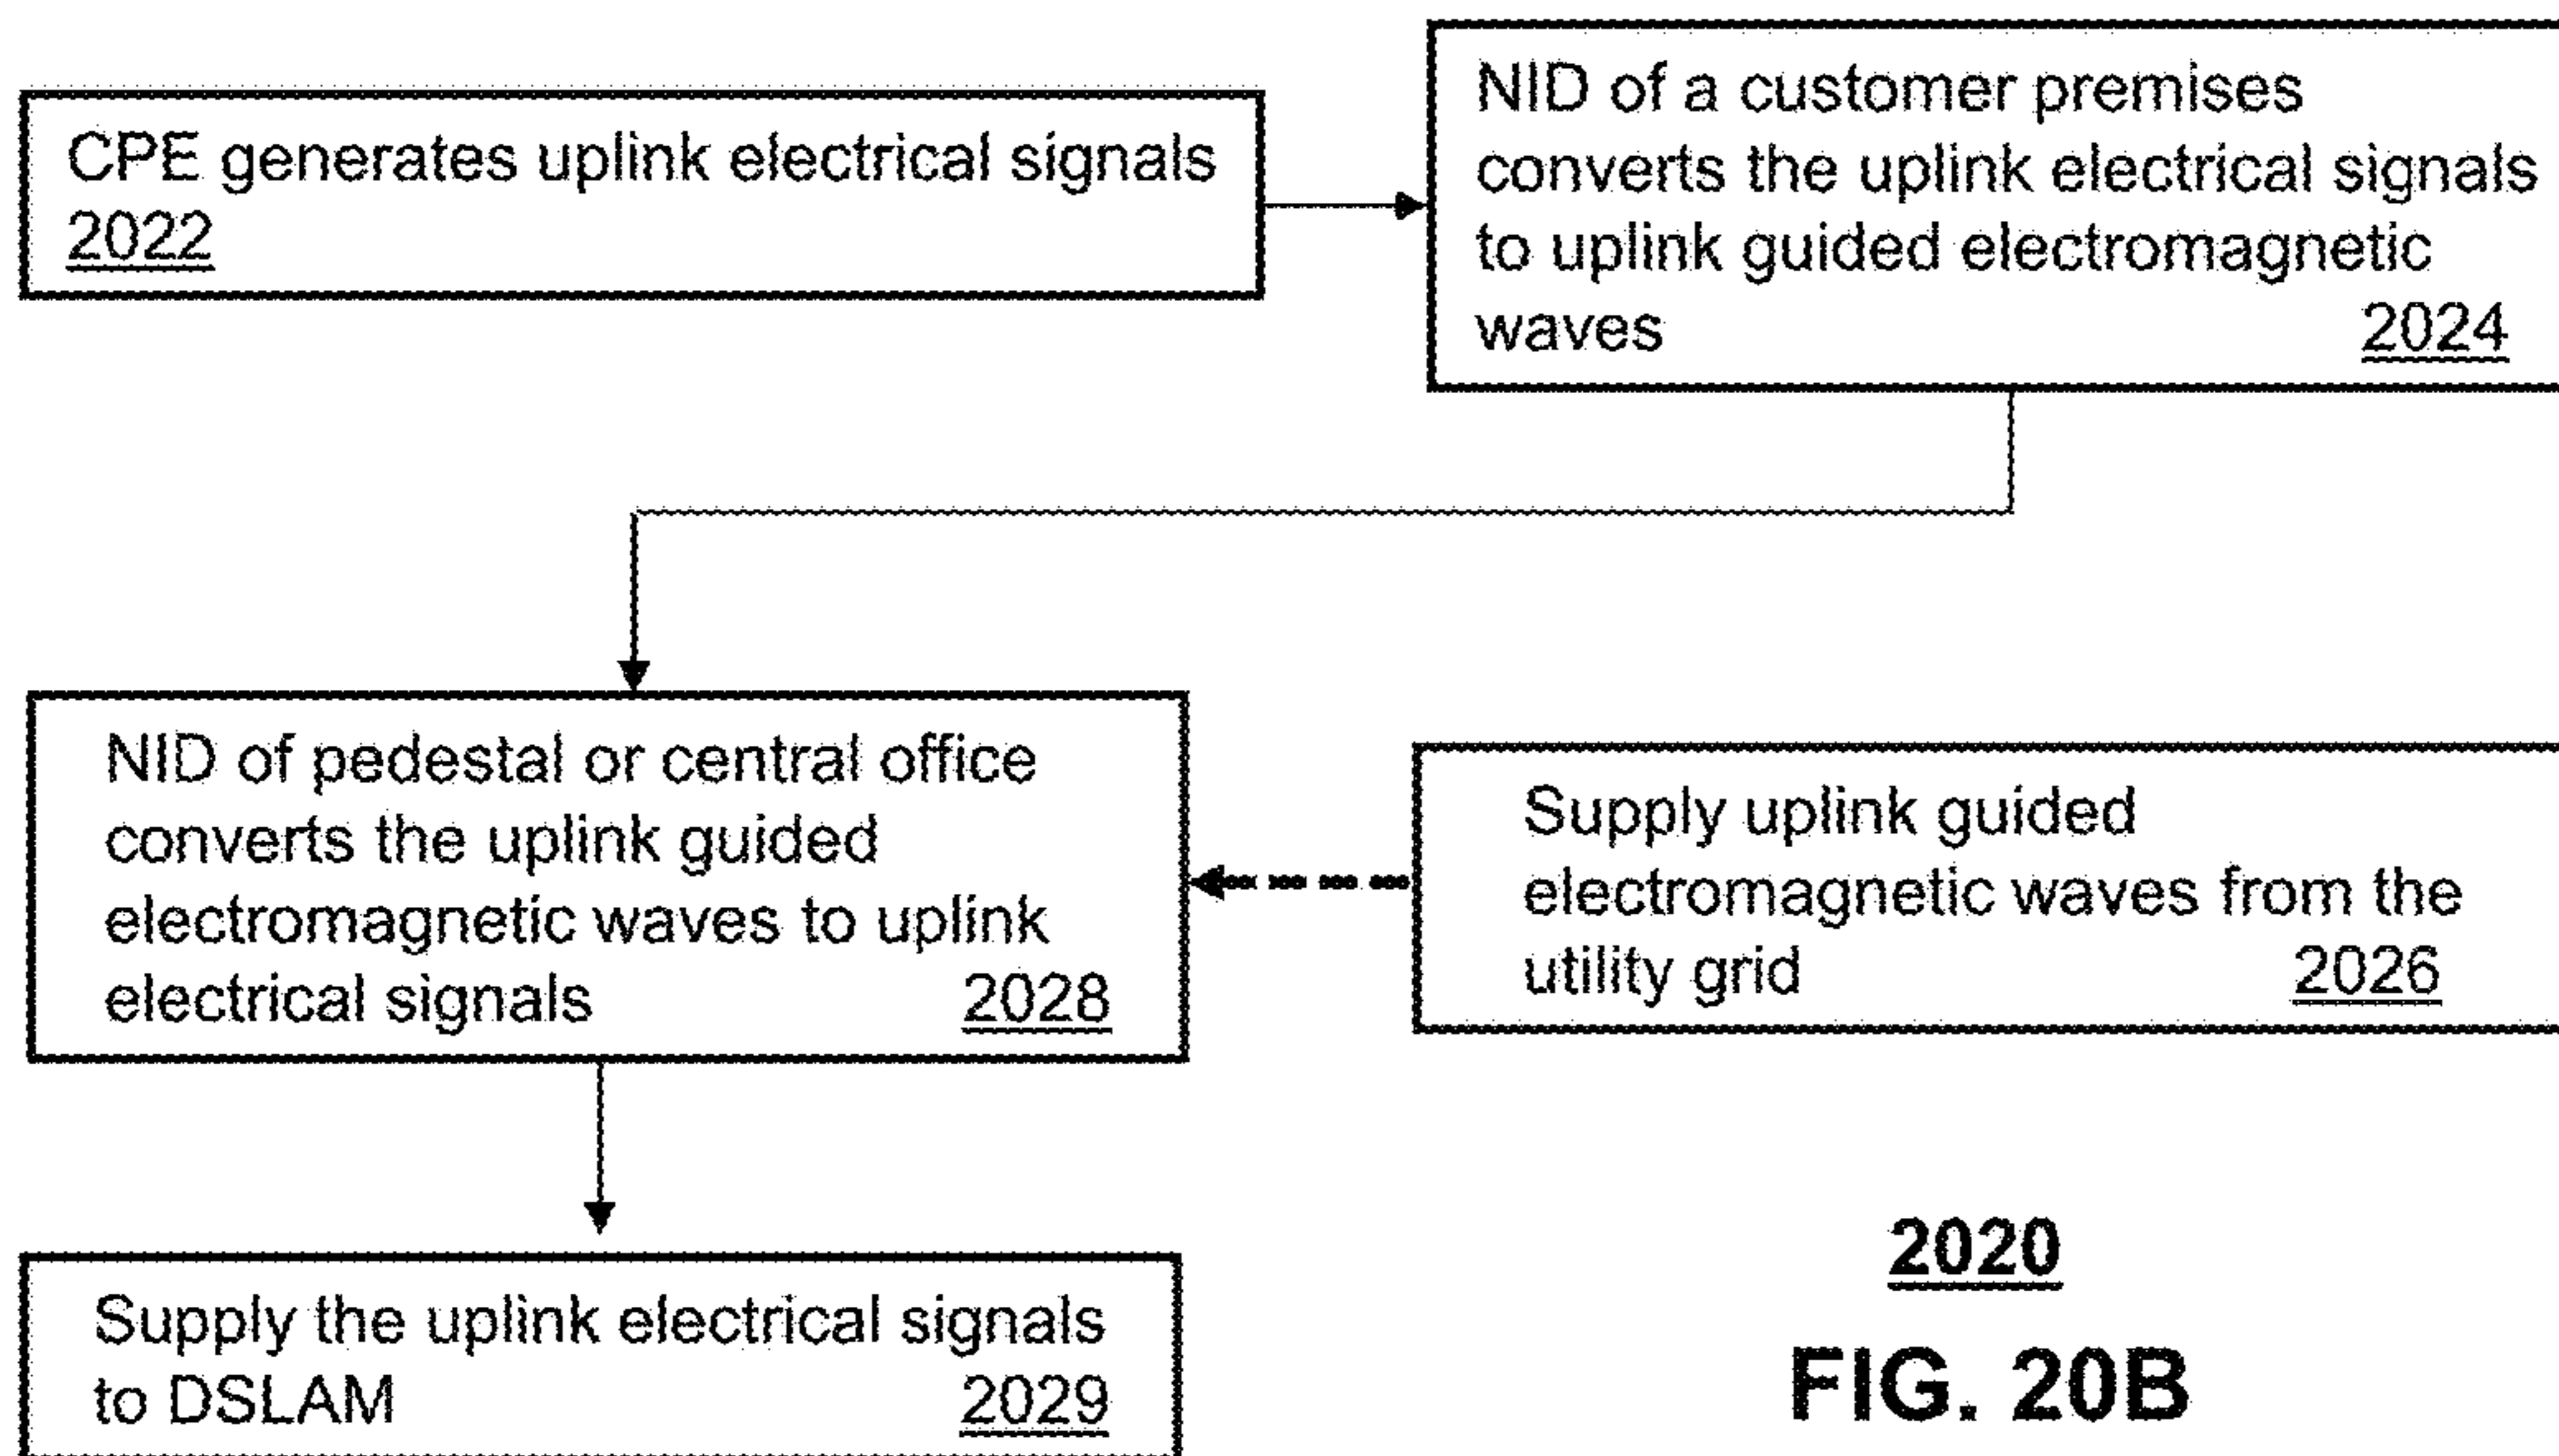 CPE generates uplink electrical signals
2022
NID of a customer premises
converts the uplink electrical signals
to uplink guided electromagnetic
waves 2024
NID of pedestal or central office
converts the uplink guided
electromagnetic waves to uplink
electrical signals 2028
Supply uplink guided
electromagnetic waves from the
utility grid 2026
Supply the uplink electrical signals
to DSLAM 2029
2020
FIG. 20B